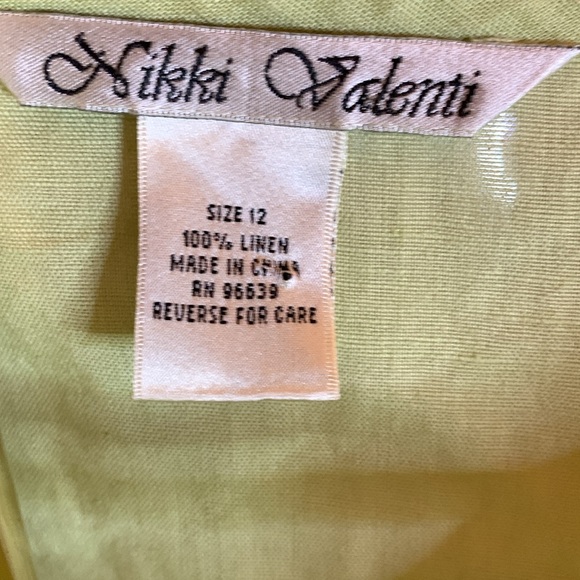 Nikki Valenti
SIZE 12
100% LINEN
MADE IN CHINA
RN 96639
REVERSE FOR CARE